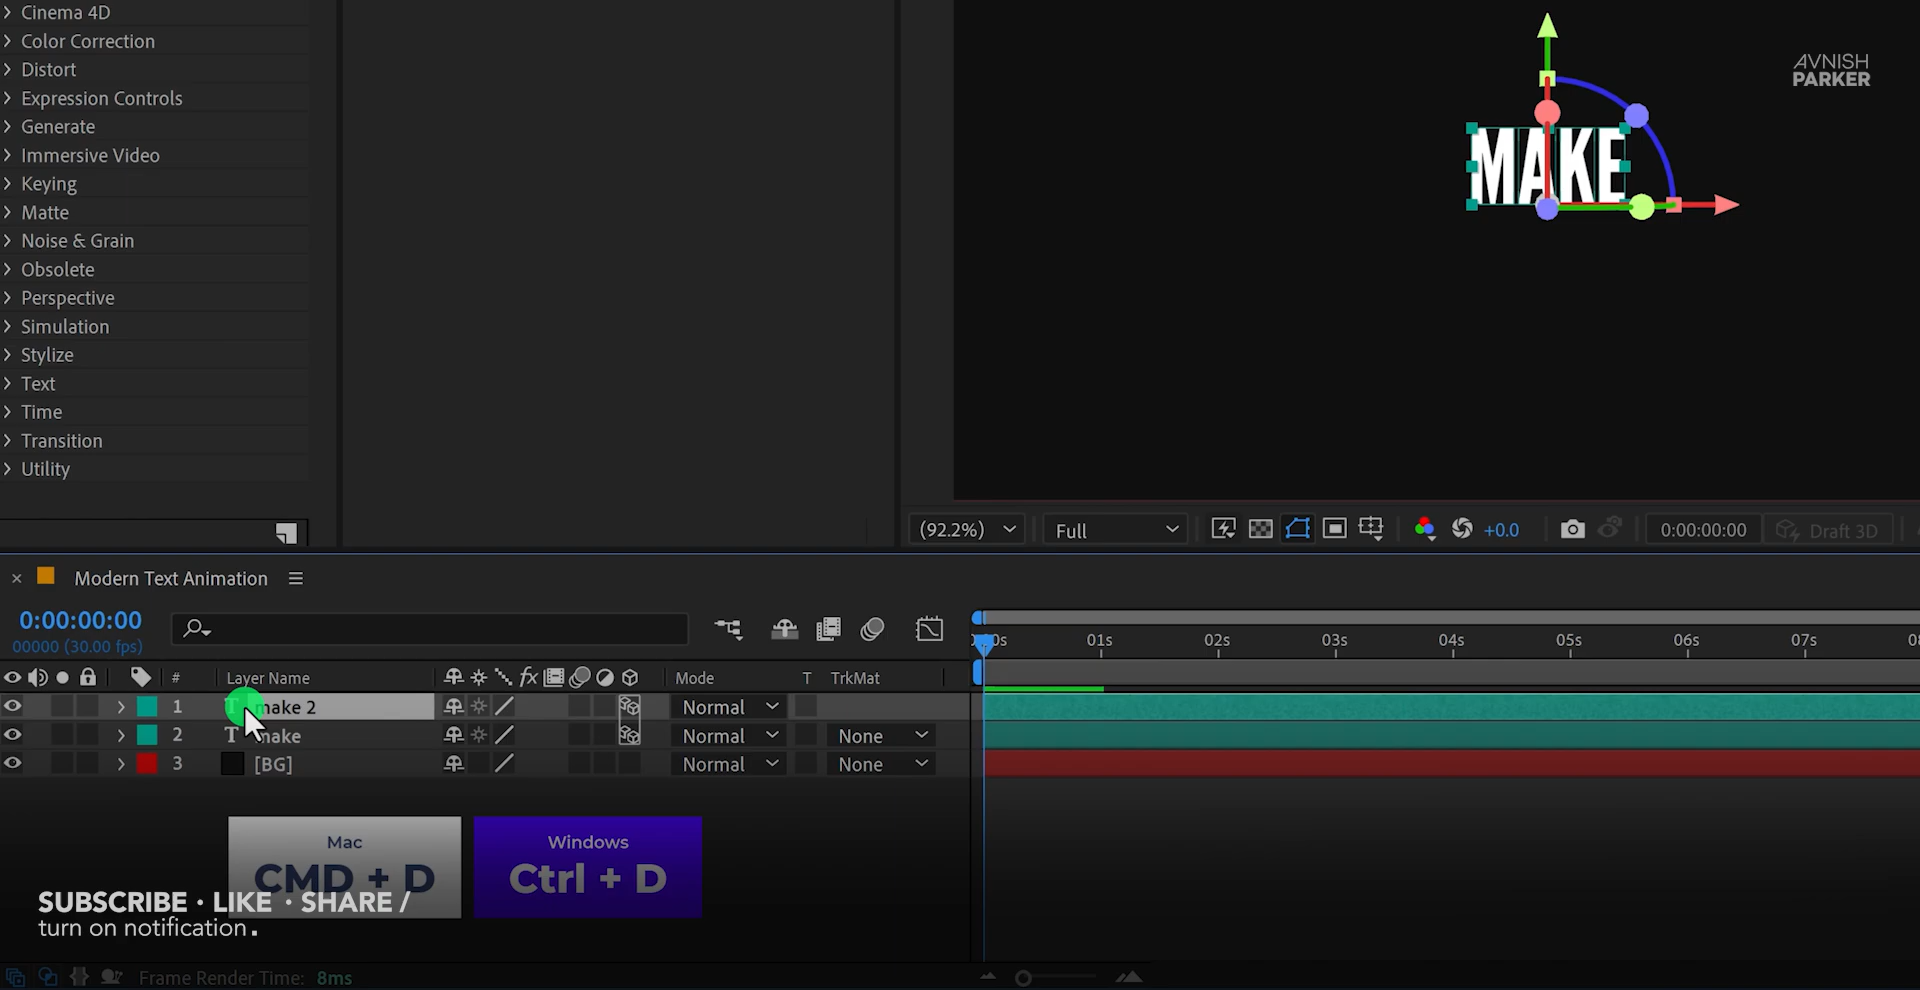 Cinema 4D
Color Correction
Distort
Expression Controls
Generate
Immersive Video
Keying
Matte
Noise & Grain
Obsolete
Perspective
Simulation
Stylize
Text
Time
Transition
Utility
AVNISH
PARKER
MAKE
(92.2%)
Full
+0.0
0:00:00:00
Draft 3D
Modern Text Animation
0:00:00:00
00000 (30.00 fps)
01s 02s 03s 04s 05s 06s 07s
# Layer Name fx Mode T TrkMat
1 make 2 Normal
2 T make Normal None
3 [BG] Normal None
Mac
CMD + D
Windows
Ctrl + D
SUBSCRIBE · LIKE · SHARE /
turn on notification.
Frame Render Time: 8ms